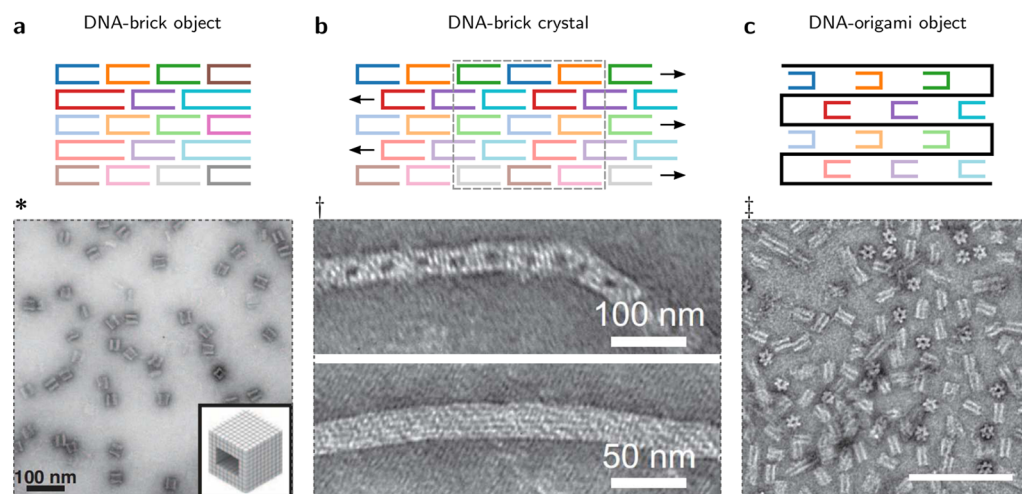 a DNA-brick object
b DNA-brick crystal
c DNA-origami object
*
†
‡
100 nm
100 nm
50 nm